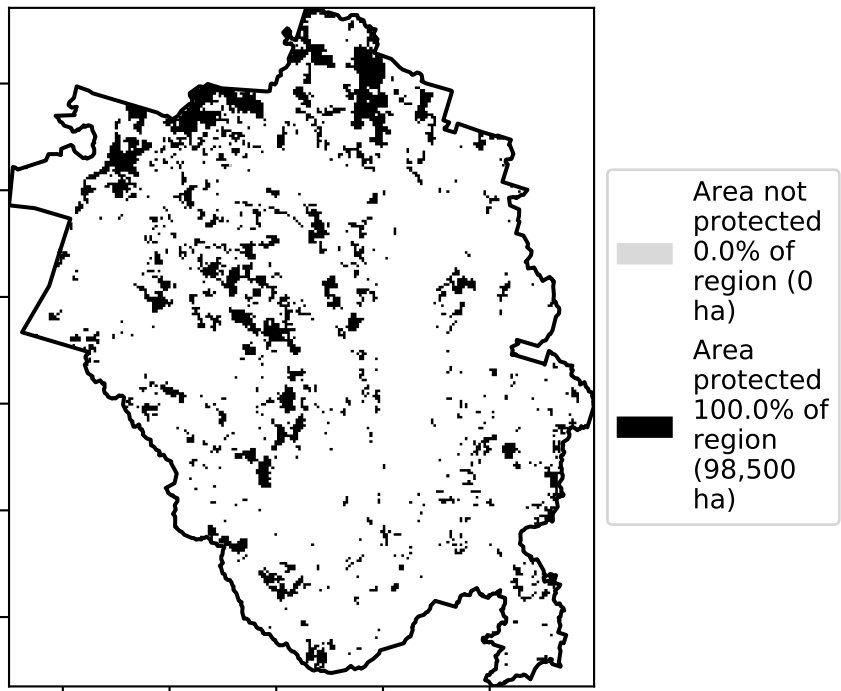 Area not
protected
0.0% of
region (0
ha)
Area
protected
100.0% of
region
(98,500
ha)